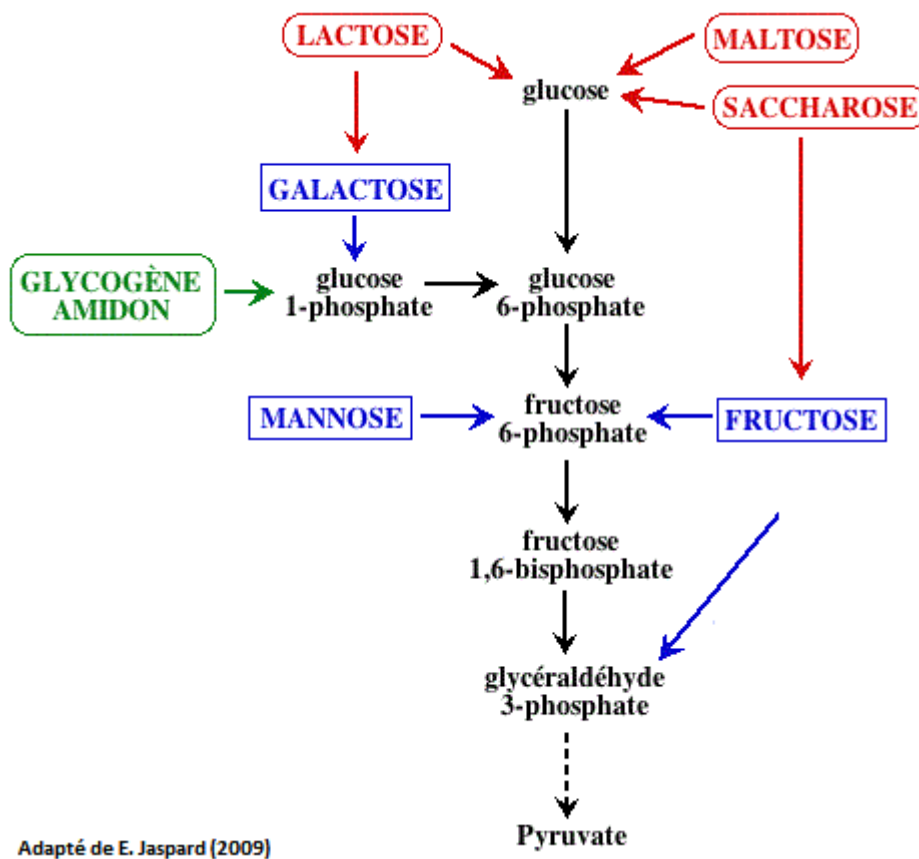 LACTOSE
MALTOSE
glucose
SACCHAROSE
GALACTOSE
GLYCOGÈNE
AMIDON
glucose
1-phosphate
glucose
6-phosphate
MANNOSE
fructose
6-phosphate
FRUCTOSE
fructose
1,6-bisphosphate
glycéraldéhyde
3-phosphate
Pyruvate
Adapté de E. Jaspard (2009)